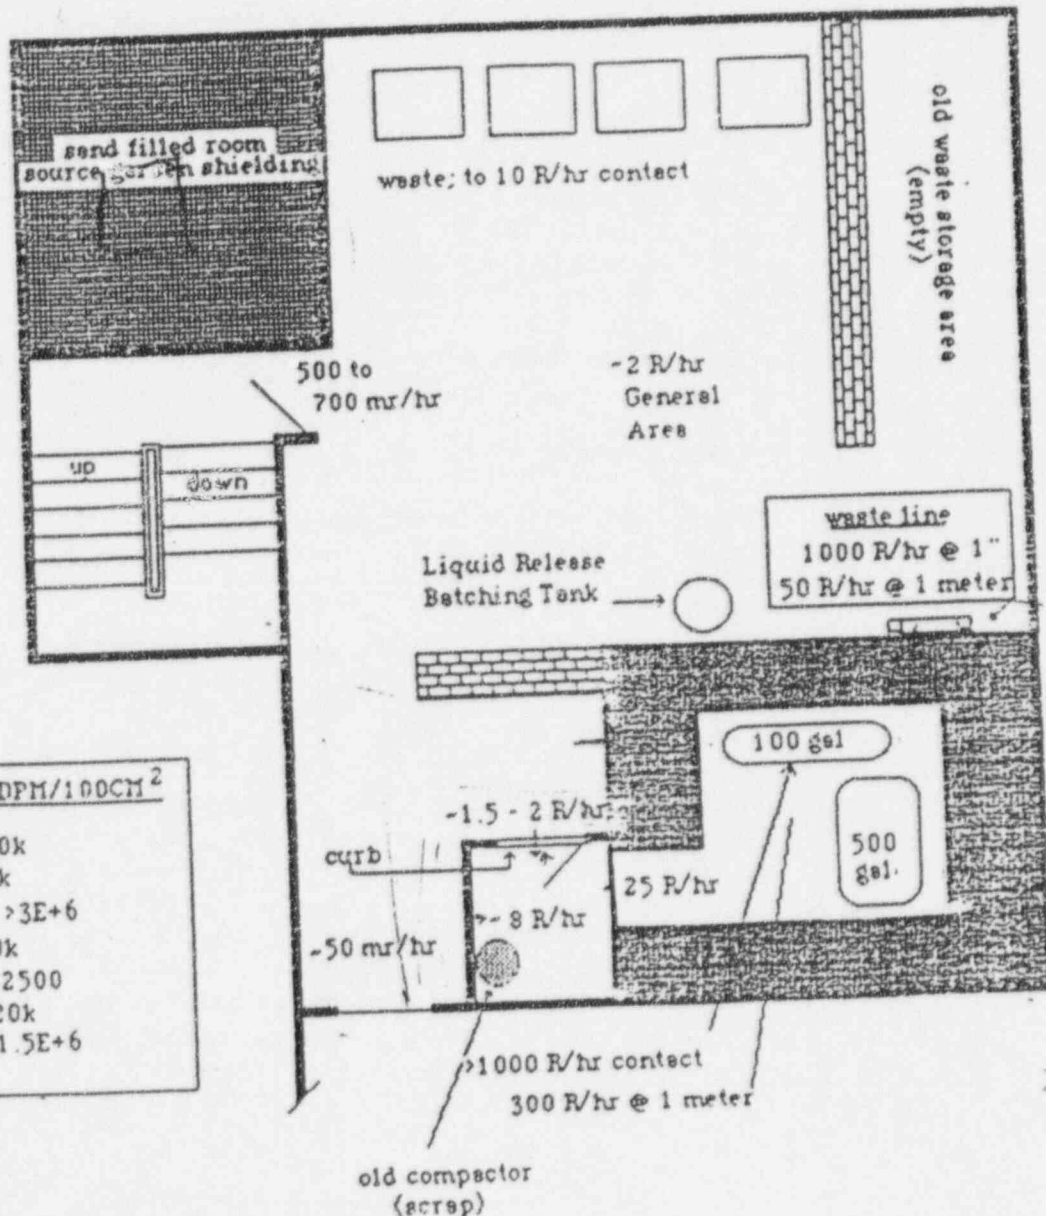 sand filled room
source garden shielding
waste; to 10 R/hr contact
old waste storage area
(empty)
500 to
700 mr/hr
~2 R/hr
General
Area
up
down
waste line
1000 R/hr @ 1"
50 R/hr @ 1 meter
Liquid Release
Batching Tank
100 gal
500
gal.
DPM/100CM2
0k
k
>3E+6
0k
2500
20k
1.5E+6
~1.5 - 2 R/hr
curb
25 R/hr
~ 8 R/hr
~50 mr/hr
>1000 R/hr contact
300 R/hr @ 1 meter
old compactor
(scrap)